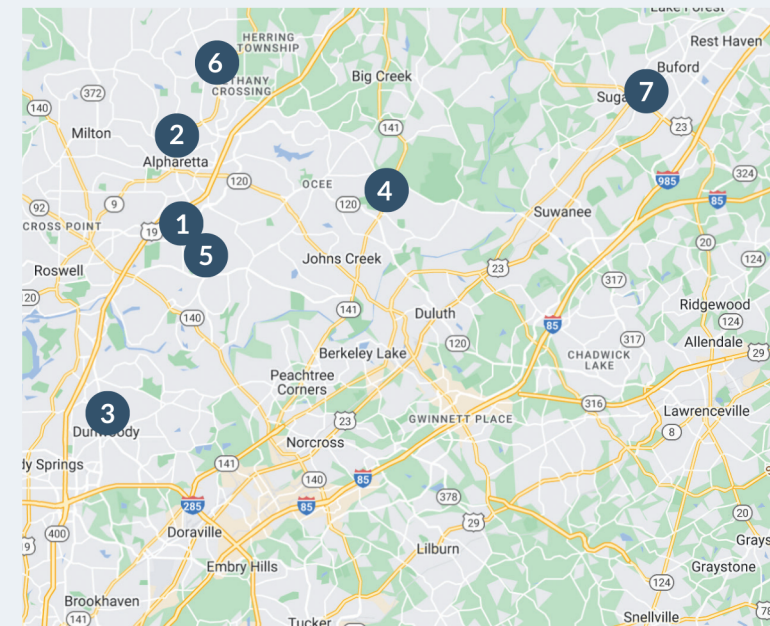 Lake Forest
HERRING
TOWNSHIP
Rest Haven
6
Buford
Big Creek
THANY
CROSSING
7
Suga
372
140
141
23
Milton
2
Alpharetta
324
985
120
OCEE
4
85
92
9
120
Suwanee
CROSS POINT
1
19
20
5
Johns Creek
124
Roswell
23
317
20
141
Ridgewood
140
Duluth
85
124
120
317
Allendale
Berkeley Lake
CHADWICK
LAKE
29
Peachtree
Corners
316
3
Dunwoody
23
GWINNETT PLACE
Lawrenceville
8
Norcross
dy Springs
141
140
85
378
285
85
20
400
Doraville
29
9
Lilburn
Grays
Embry Hills
Graystone
124
Brookhaven
141
Tucker
Snellville
78